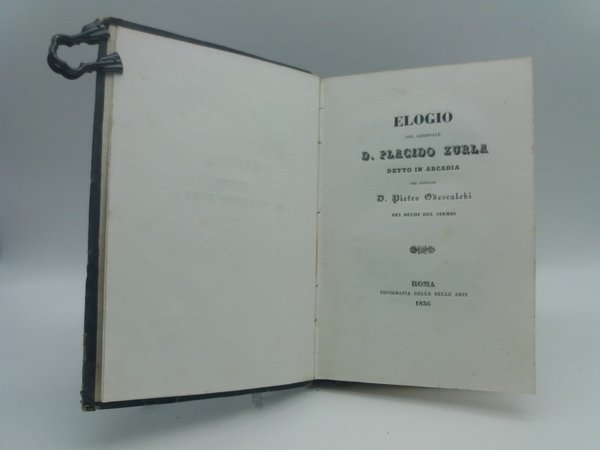 ELOGIO
DEL CARDINALE
D. PLACIDO ZURLA
DETTO IN ARCADIA
DAL PRINCIPE
D. Pietro Odescalchi
DEI DUCHI DEL SIRMIO
ROMA
TIPOGRAFIA DELLE BELLE ARTI
1836